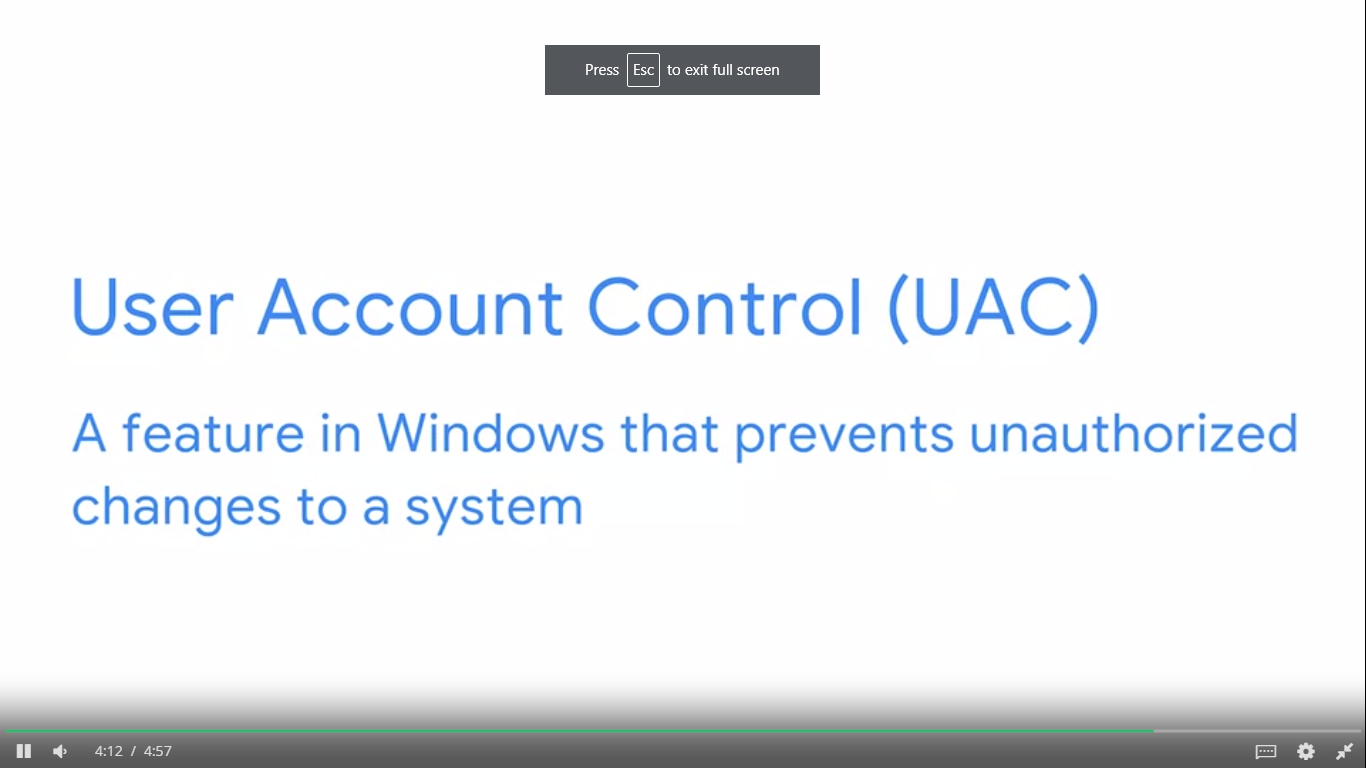 Press Esc to exit full screen
User Account Control (UAC)
A feature in Windows that prevents unauthorized
changes to a system
4:12 / 4:57